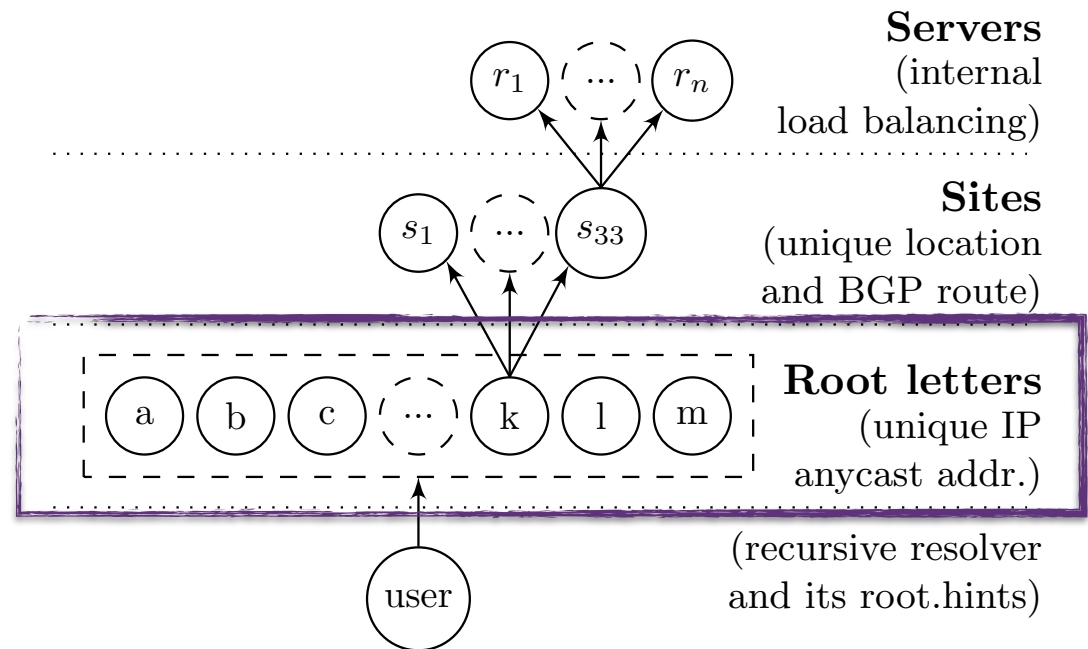 Servers
(internal
load balancing)
r₁ ... rₙ
Sites
(unique location
and BGP route)
s₁ ... s₃₃
Root letters
(unique IP
anycast addr.)
a b c ... k l m
(recursive resolver
and its root.hints)
user